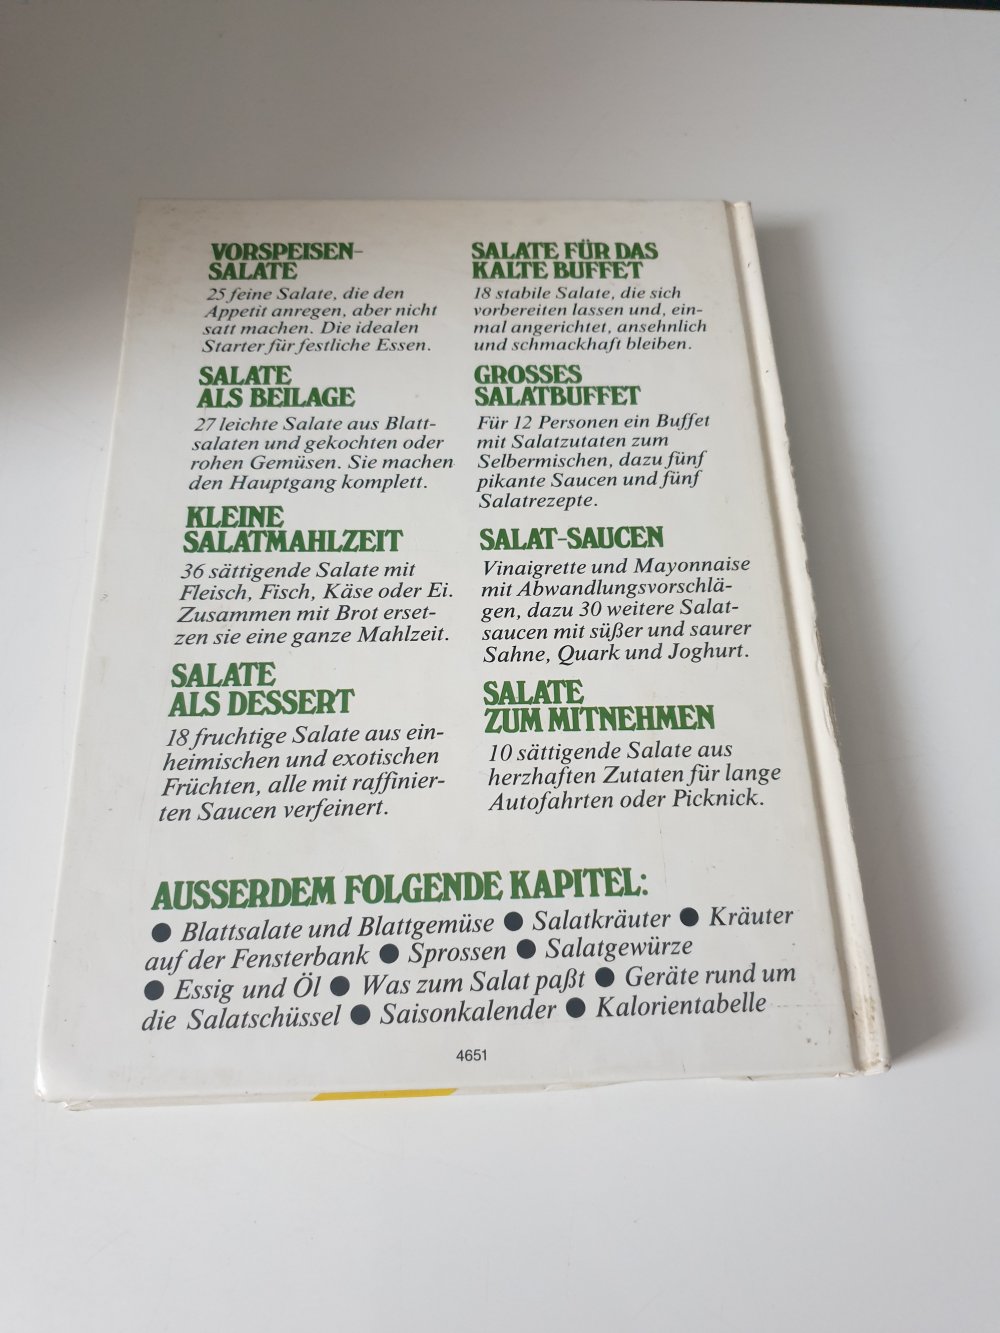 VORSPEISEN-
SALATE
25 feine Salate, die den
Appetit anregen, aber nicht
satt machen. Die idealen
Starter für festliche Essen.
SALATE
ALS BEILAGE
27 leichte Salate aus Blatt-
salaten und gekochten oder
rohen Gemüsen. Sie machen
den Hauptgang komplett.
KLEINE
SALATMAHLZEIT
36 sättigende Salate mit
Fleisch, Fisch, Käse oder Ei.
Zusammen mit Brot erset-
zen sie eine ganze Mahlzeit.
SALATE
ALS DESSERT
18 fruchtige Salate aus ein-
heimischen und exotischen
Früchten, alle mit raffinier-
ten Saucen verfeinert.
SALATE FÜR DAS
KALTE BUFFET
18 stabile Salate, die sich
vorbereiten lassen und, ein-
mal angerichtet, ansehnlich
und schmackhaft bleiben.
GROSSES
SALATBUFFET
Für 12 Personen ein Buffet
mit Salatzutaten zum
Selbermischen, dazu fünf
pikante Saucen und fünf
Salatrezepte.
SALAT-SAUCEN
Vinaigrette und Mayonnaise
mit Abwandlungsvorschlä-
gen, dazu 30 weitere Salat-
saucen mit süßer und saurer
Sahne, Quark und Joghurt.
SALATE
ZUM MITNEHMEN
10 sättigende Salate aus
herzhaften Zutaten für lange
Autofahrten oder Picknick.
AUSSERDEM FOLGENDE KAPITEL:
● Blattsalate und Blattgemüse ● Salatkräuter ● Kräuter
auf der Fensterbank ● Sprossen ● Salatgewürze
● Essig und Öl ● Was zum Salat paßt ● Geräte rund um
die Salatschüssel ● Saisonkalender ● Kalorientabelle
4651